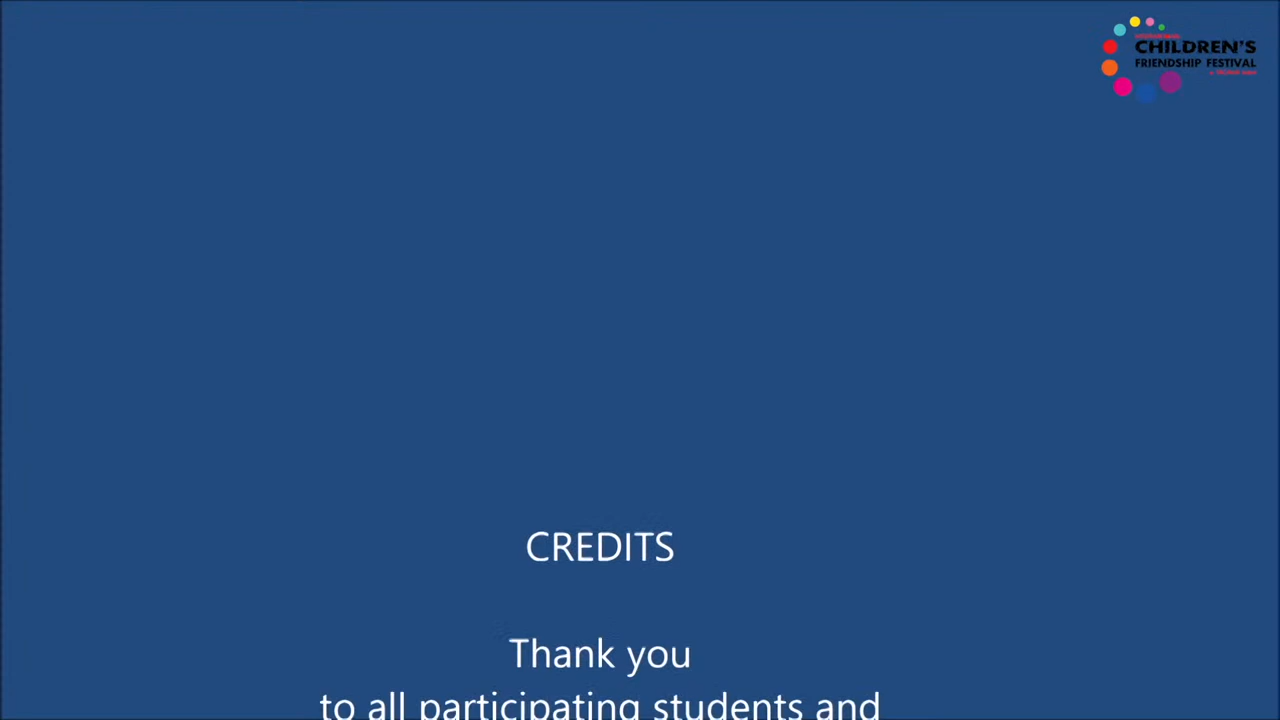 CHILDREN'S
FRIENDSHIP FESTIVAL
CREDITS
Thank you
to all participating students and